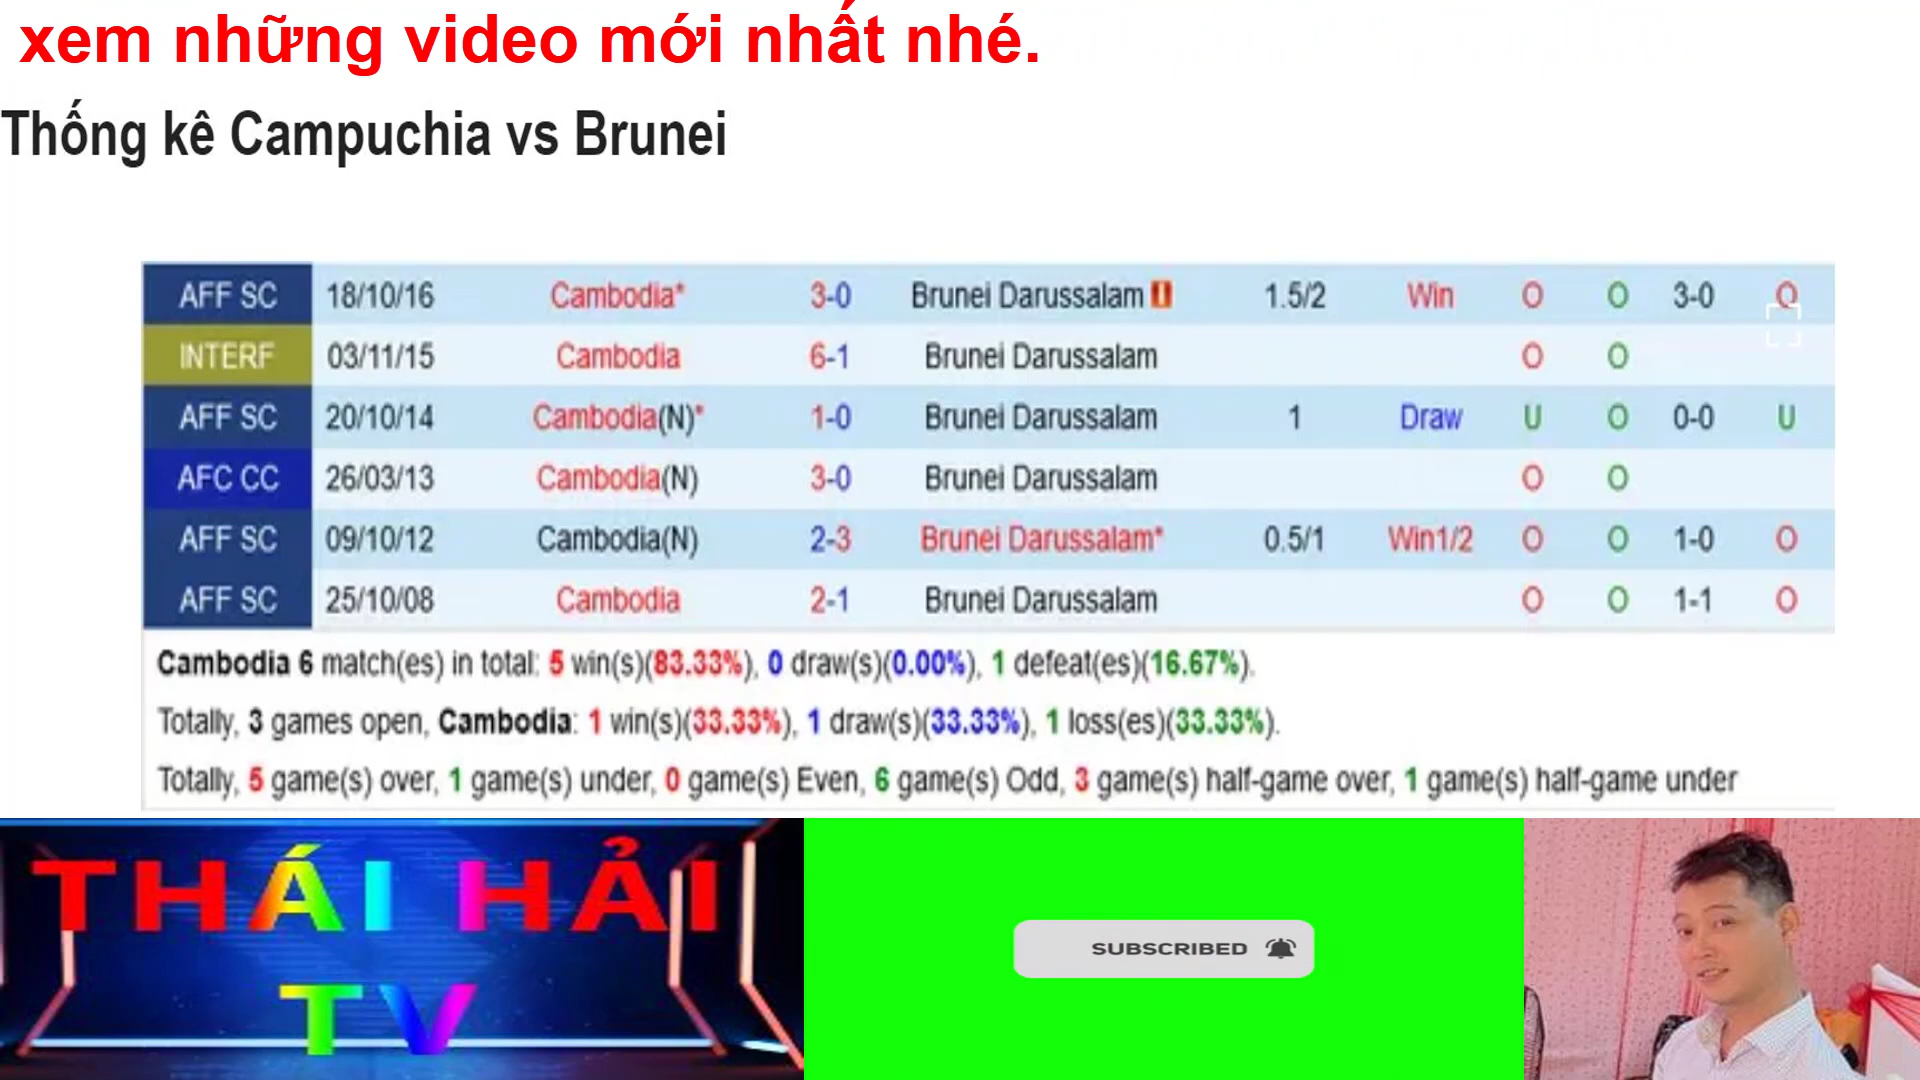 xem những video mới nhất nhé.
Thống kê Campuchia vs Brunei
AFF SC 18/10/16 Cambodia* 3-0 Brunei Darussalam 1.5/2 Win O O 3-0 O
INTERF 03/11/15 Cambodia 6-1 Brunei Darussalam O O
AFF SC 20/10/14 Cambodia(N)* 1-0 Brunei Darussalam 1 Draw U O 0-0 U
AFC CC 26/03/13 Cambodia(N) 3-0 Brunei Darussalam O O
AFF SC 09/10/12 Cambodia(N) 2-3 Brunei Darussalam* 0.5/1 Win1/2 O O 1-0 O
AFF SC 25/10/08 Cambodia 2-1 Brunei Darussalam O O 1-1 O
Cambodia 6 match(es) in total: 5 win(s)(83.33%), 0 draw(s)(0.00%), 1 defeat(es)(16.67%).
Totally, 3 games open, Cambodia: 1 win(s)(33.33%), 1 draw(s)(33.33%), 1 loss(es)(33.33%).
Totally, 5 game(s) over, 1 game(s) under, 0 game(s) Even, 6 game(s) Odd, 3 game(s) half-game over, 1 game(s) half-game under
THÁI HẢI
TV
SUBSCRIBED